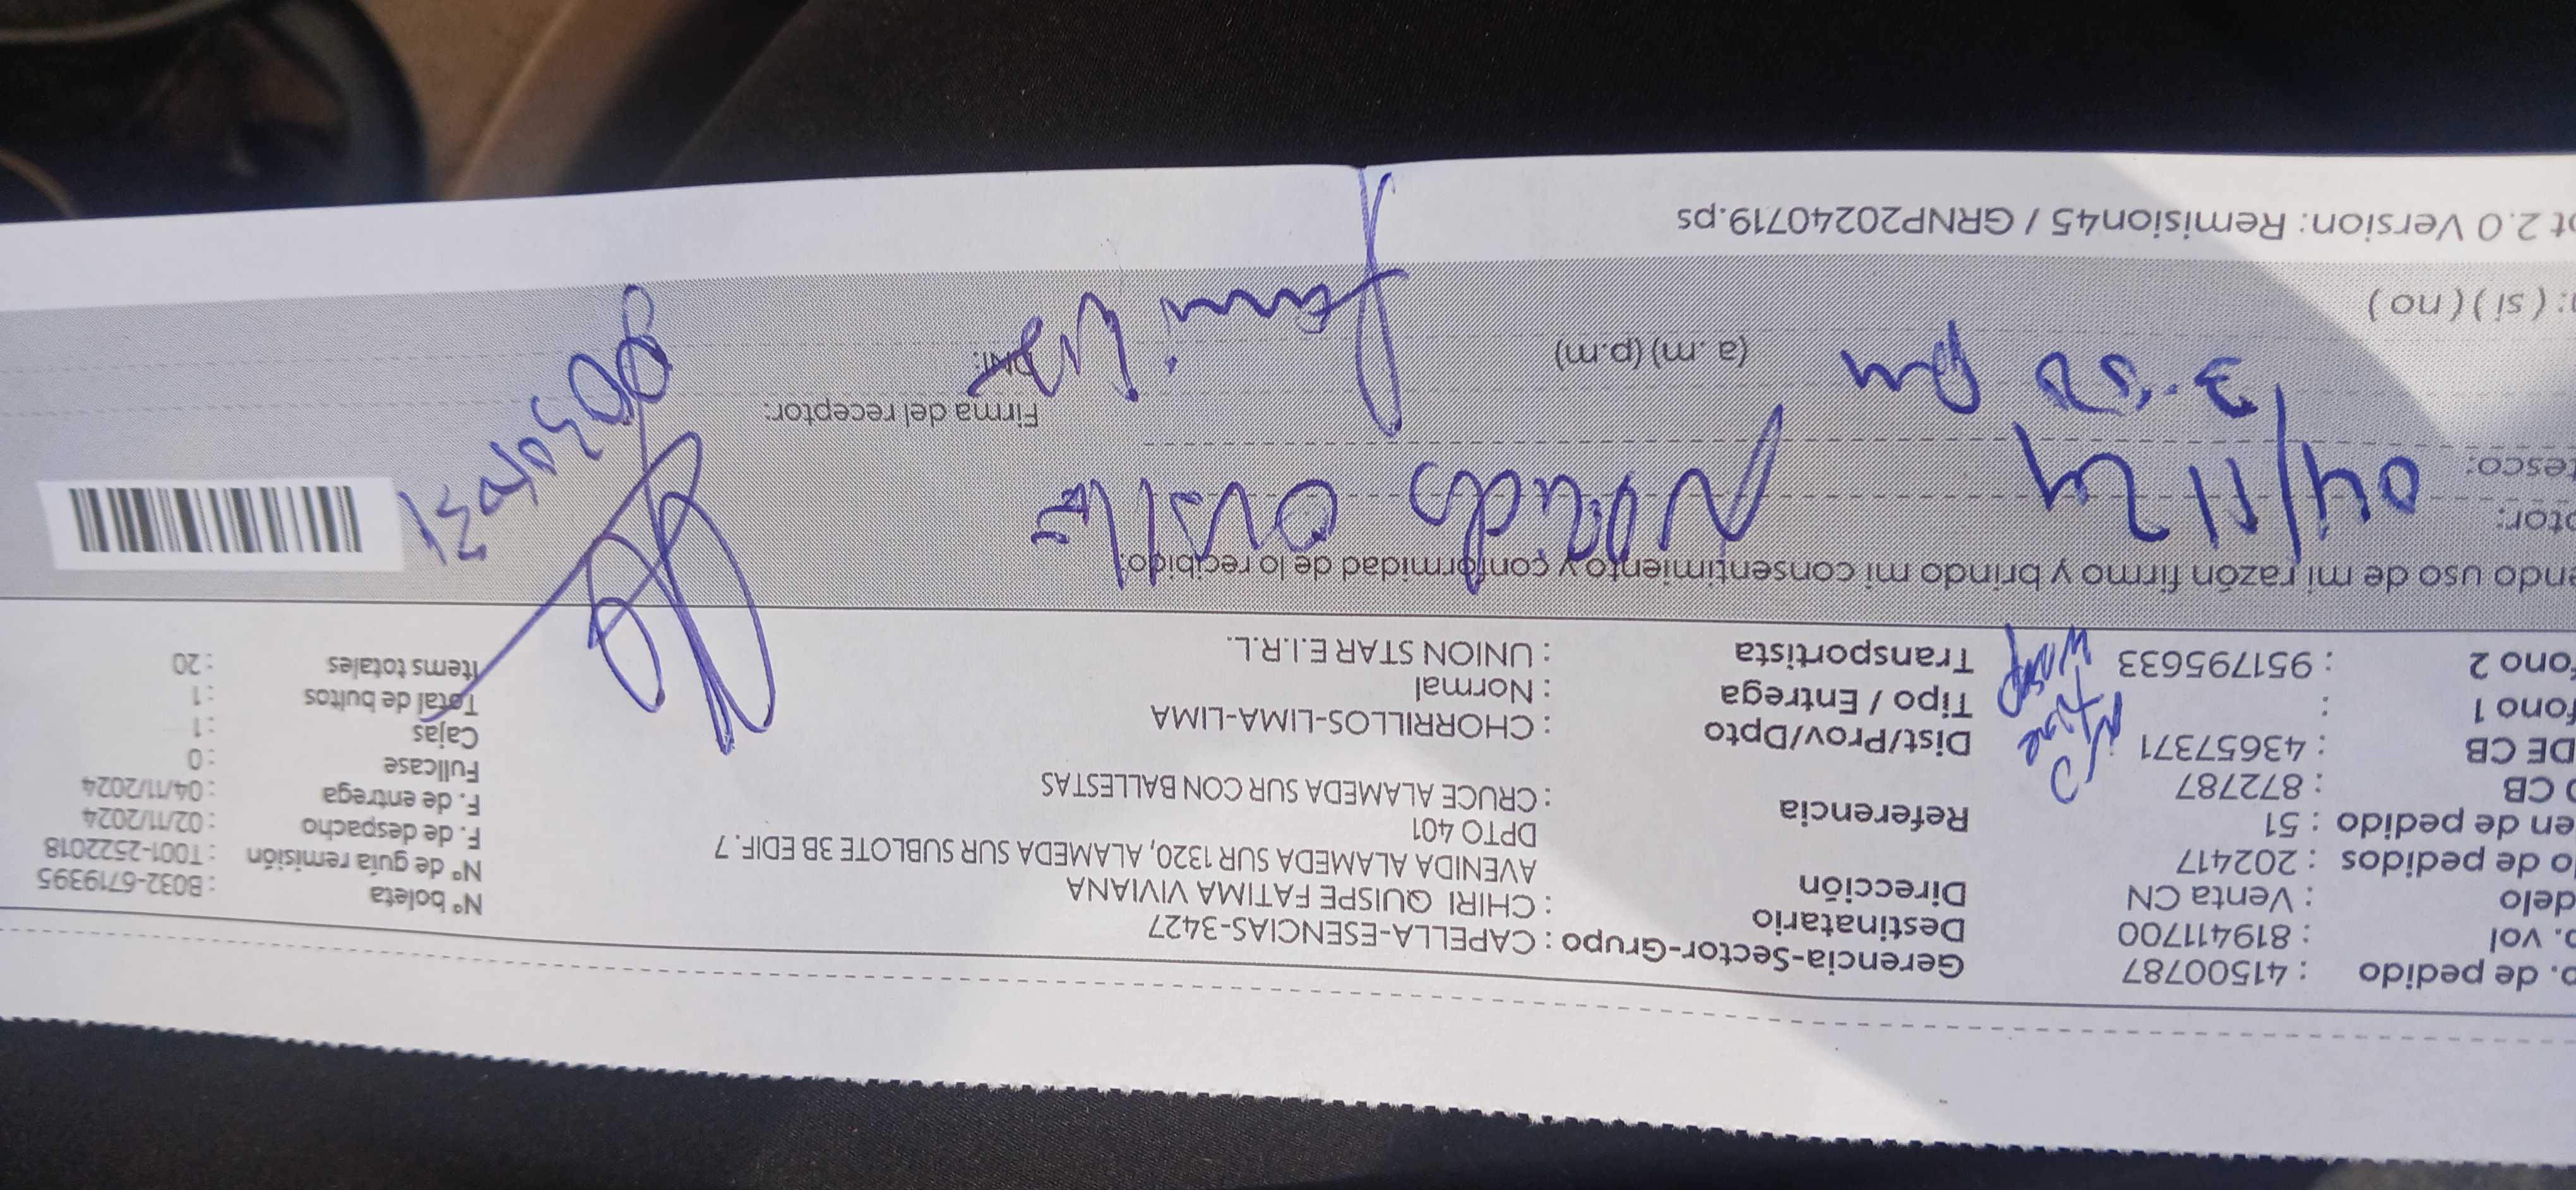 p. de pedido : 41500787 Gerencia-Sector-Grupo : CAPELLA-ESENCIAS-3427 Nº boleta : B032-6719395
p. vol : 819411700 Destinatario : CHIRI QUISPE FATIMA VIVIANA Nº de guía remisión : T001-2522018
delo : Venta CN Dirección AVENIDA ALAMEDA SUR 1320, ALAMEDA SUR SUBLOTE 3B EDIF. 7 F. de despacho : 02/11/2024
o de pedidos : 202417 DPTO 401 F. de entrega : 04/11/2024
en de pedido : 51 Referencia : CRUCE ALAMEDA SUR CON BALLESTAS Fullcase : 0
o CB : 872787 Dist/Prov/Dpto : CHORRILLOS-LIMA-LIMA Cajas : 1
DE CB : 43657371 Tipo / Entrega : Normal Total de bultos : 1
fono 1 : Transportista : UNION STAR E.I.R.L. Items totales : 20
fono 2 : 951795633
endo uso de mi razón firmo y brindo mi consentimiento y conformidad de lo recibido:
ptor:
tesco: 04/11/24
3:50 pm (a.m) (p.m) Firma del receptor:
DNI:
: ( si ) ( no )
pt 2.0 Version: Remision45 / GRNP20240719.ps